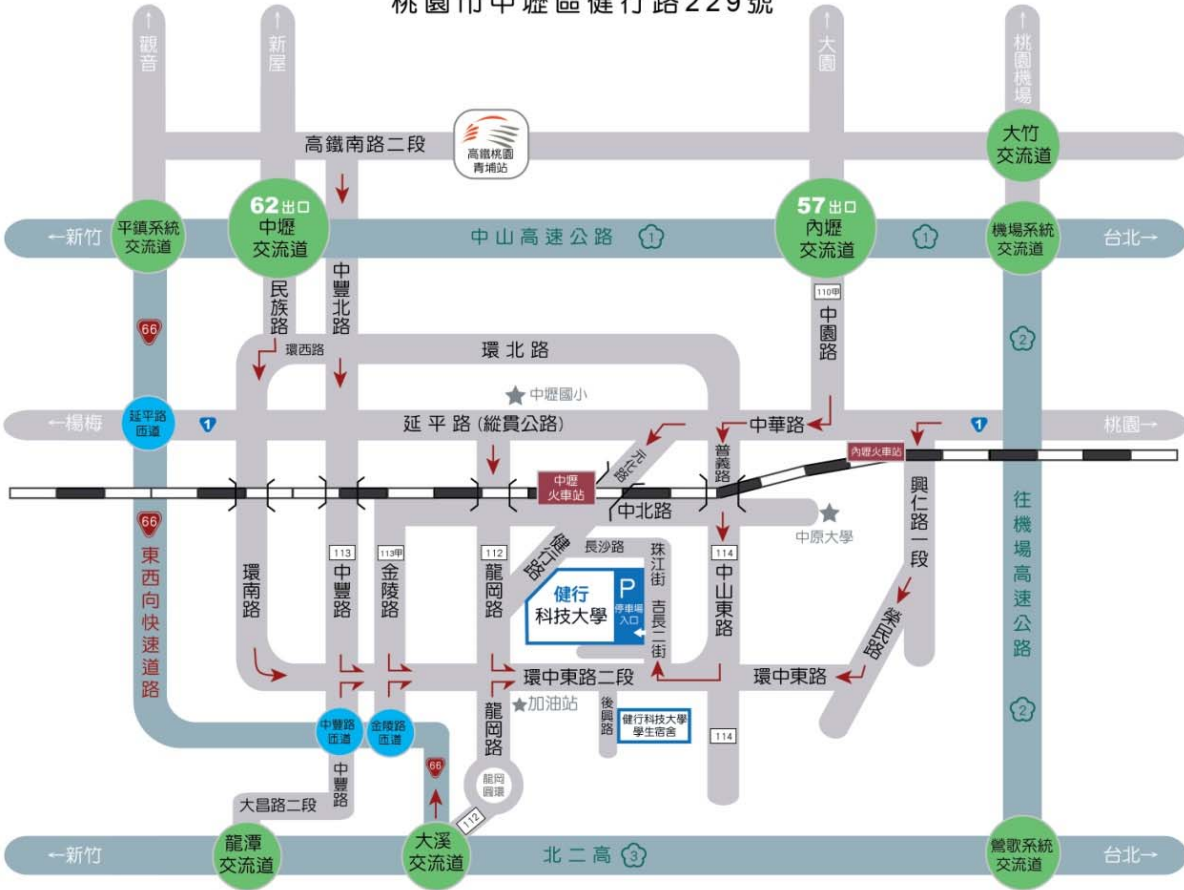 桃園市中壢區健行路229號
←觀音
←新屋
←大園
←桃園機場
高鐵南路二段
高鐵桃園
青埔站
大竹
交流道
←新竹
平鎮系統
交流道
62出口
中壢
交流道
中山高速公路
1
57出口
內壢
交流道
1
機場系統
交流道
台北→
66
民族路
中豐北路
110甲
中園路
2
環西路
環北路
中壢國小
←楊梅
延平路
匝道
1
延平路(縱貫公路)
中華路
1
桃園→
元化路
普義路
內壢火車站
中壢
火車站
中北路
中原大學
興仁路一段
往機場高速公路
66
東西向快速道路
環南路
113
中豐路
113甲
金陵路
112
龍岡路
健行路
長沙路
珠江街
吉長二街
114
中山東路
健行
科技大學
P
停車場
入口
榮民路
環中東路二段
環中東路
加油站
後興路
健行科技大學
學生宿舍
中豐路
匝道
金陵路
匝道
龍岡路
114
2
中豐路
66
龍岡
圓環
大昌路二段
112
←新竹
龍潭
交流道
大溪
交流道
北二高
3
鶯歌系統
交流道
台北→